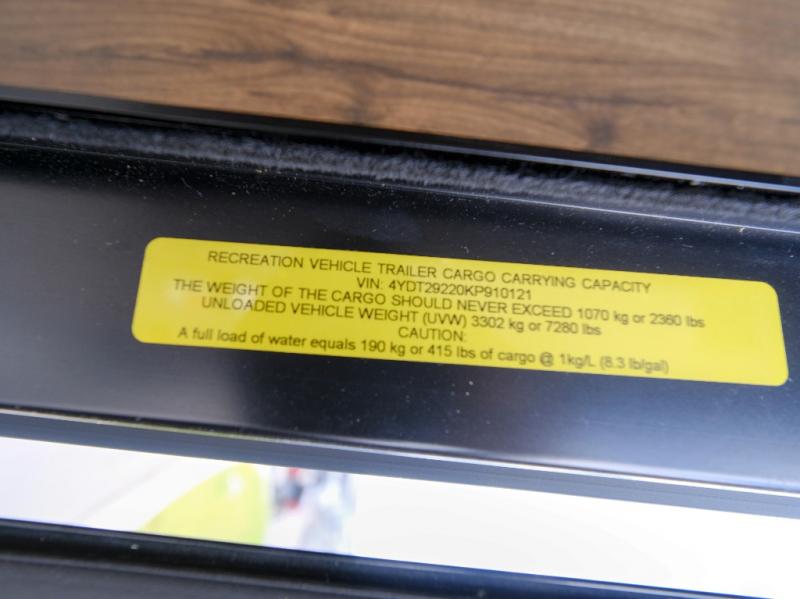 RECREATION VEHICLE TRAILER CARGO CARRYING CAPACITY
VIN: 4YDT29220KP910121
THE WEIGHT OF THE CARGO SHOULD NEVER EXCEED 1070 kg or 2360 lbs
UNLOADED VEHICLE WEIGHT (UVW) 3302 kg or 7280 lbs
CAUTION:
A full load of water equals 190 kg or 415 lbs of cargo @ 1kg/L (8.3 lb/gal)